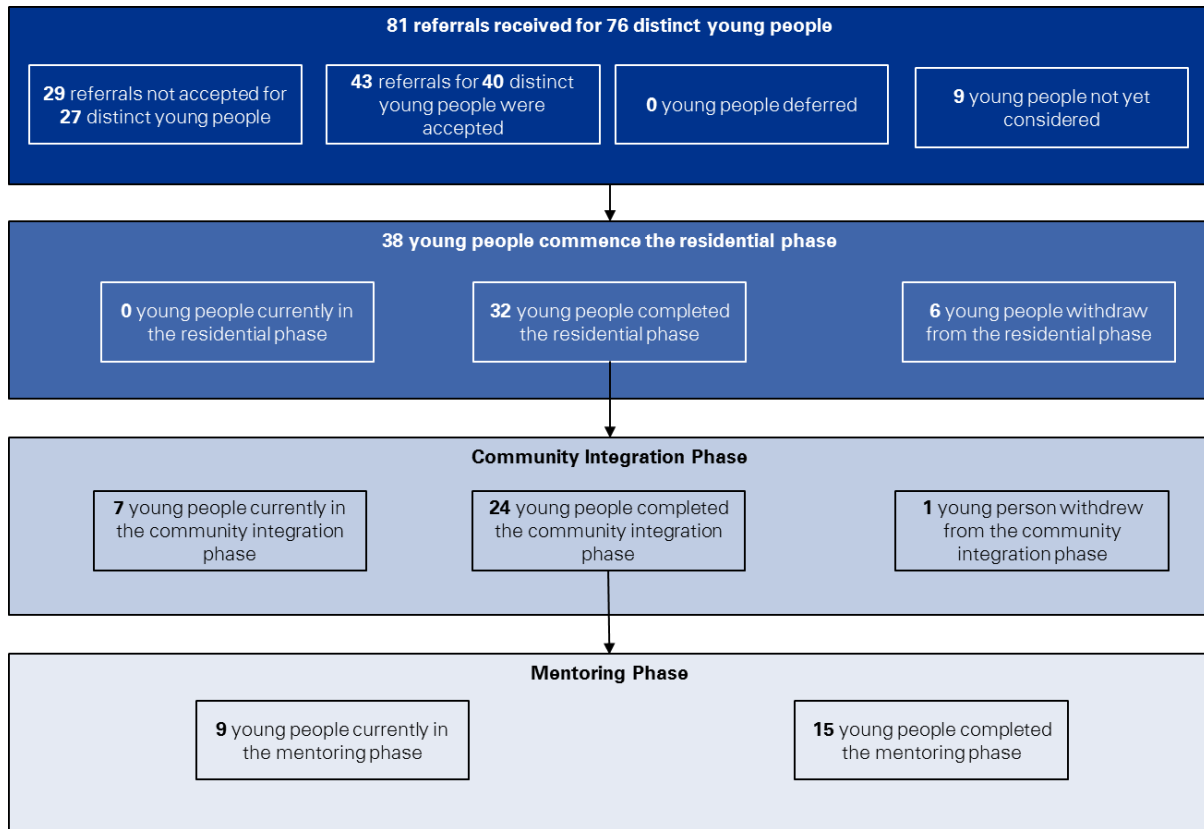 81 referrals received for 76 distinct young people
29 referrals not accepted for
27 distinct young people
43 referrals for 40 distinct
young people were
accepted
0 young people deferred
9 young people not yet
considered
38 young people commence the residential phase
0 young people currently in
the residential phase
32 young people completed
the residential phase
6 young people withdraw
from the residential phase
Community Integration Phase
7 young people currently in
the community integration
phase
24 young people completed
the community integration
phase
1 young person withdrew
from the community
integration phase
Mentoring Phase
9 young people currently in
the mentoring phase
15 young people completed
the mentoring phase